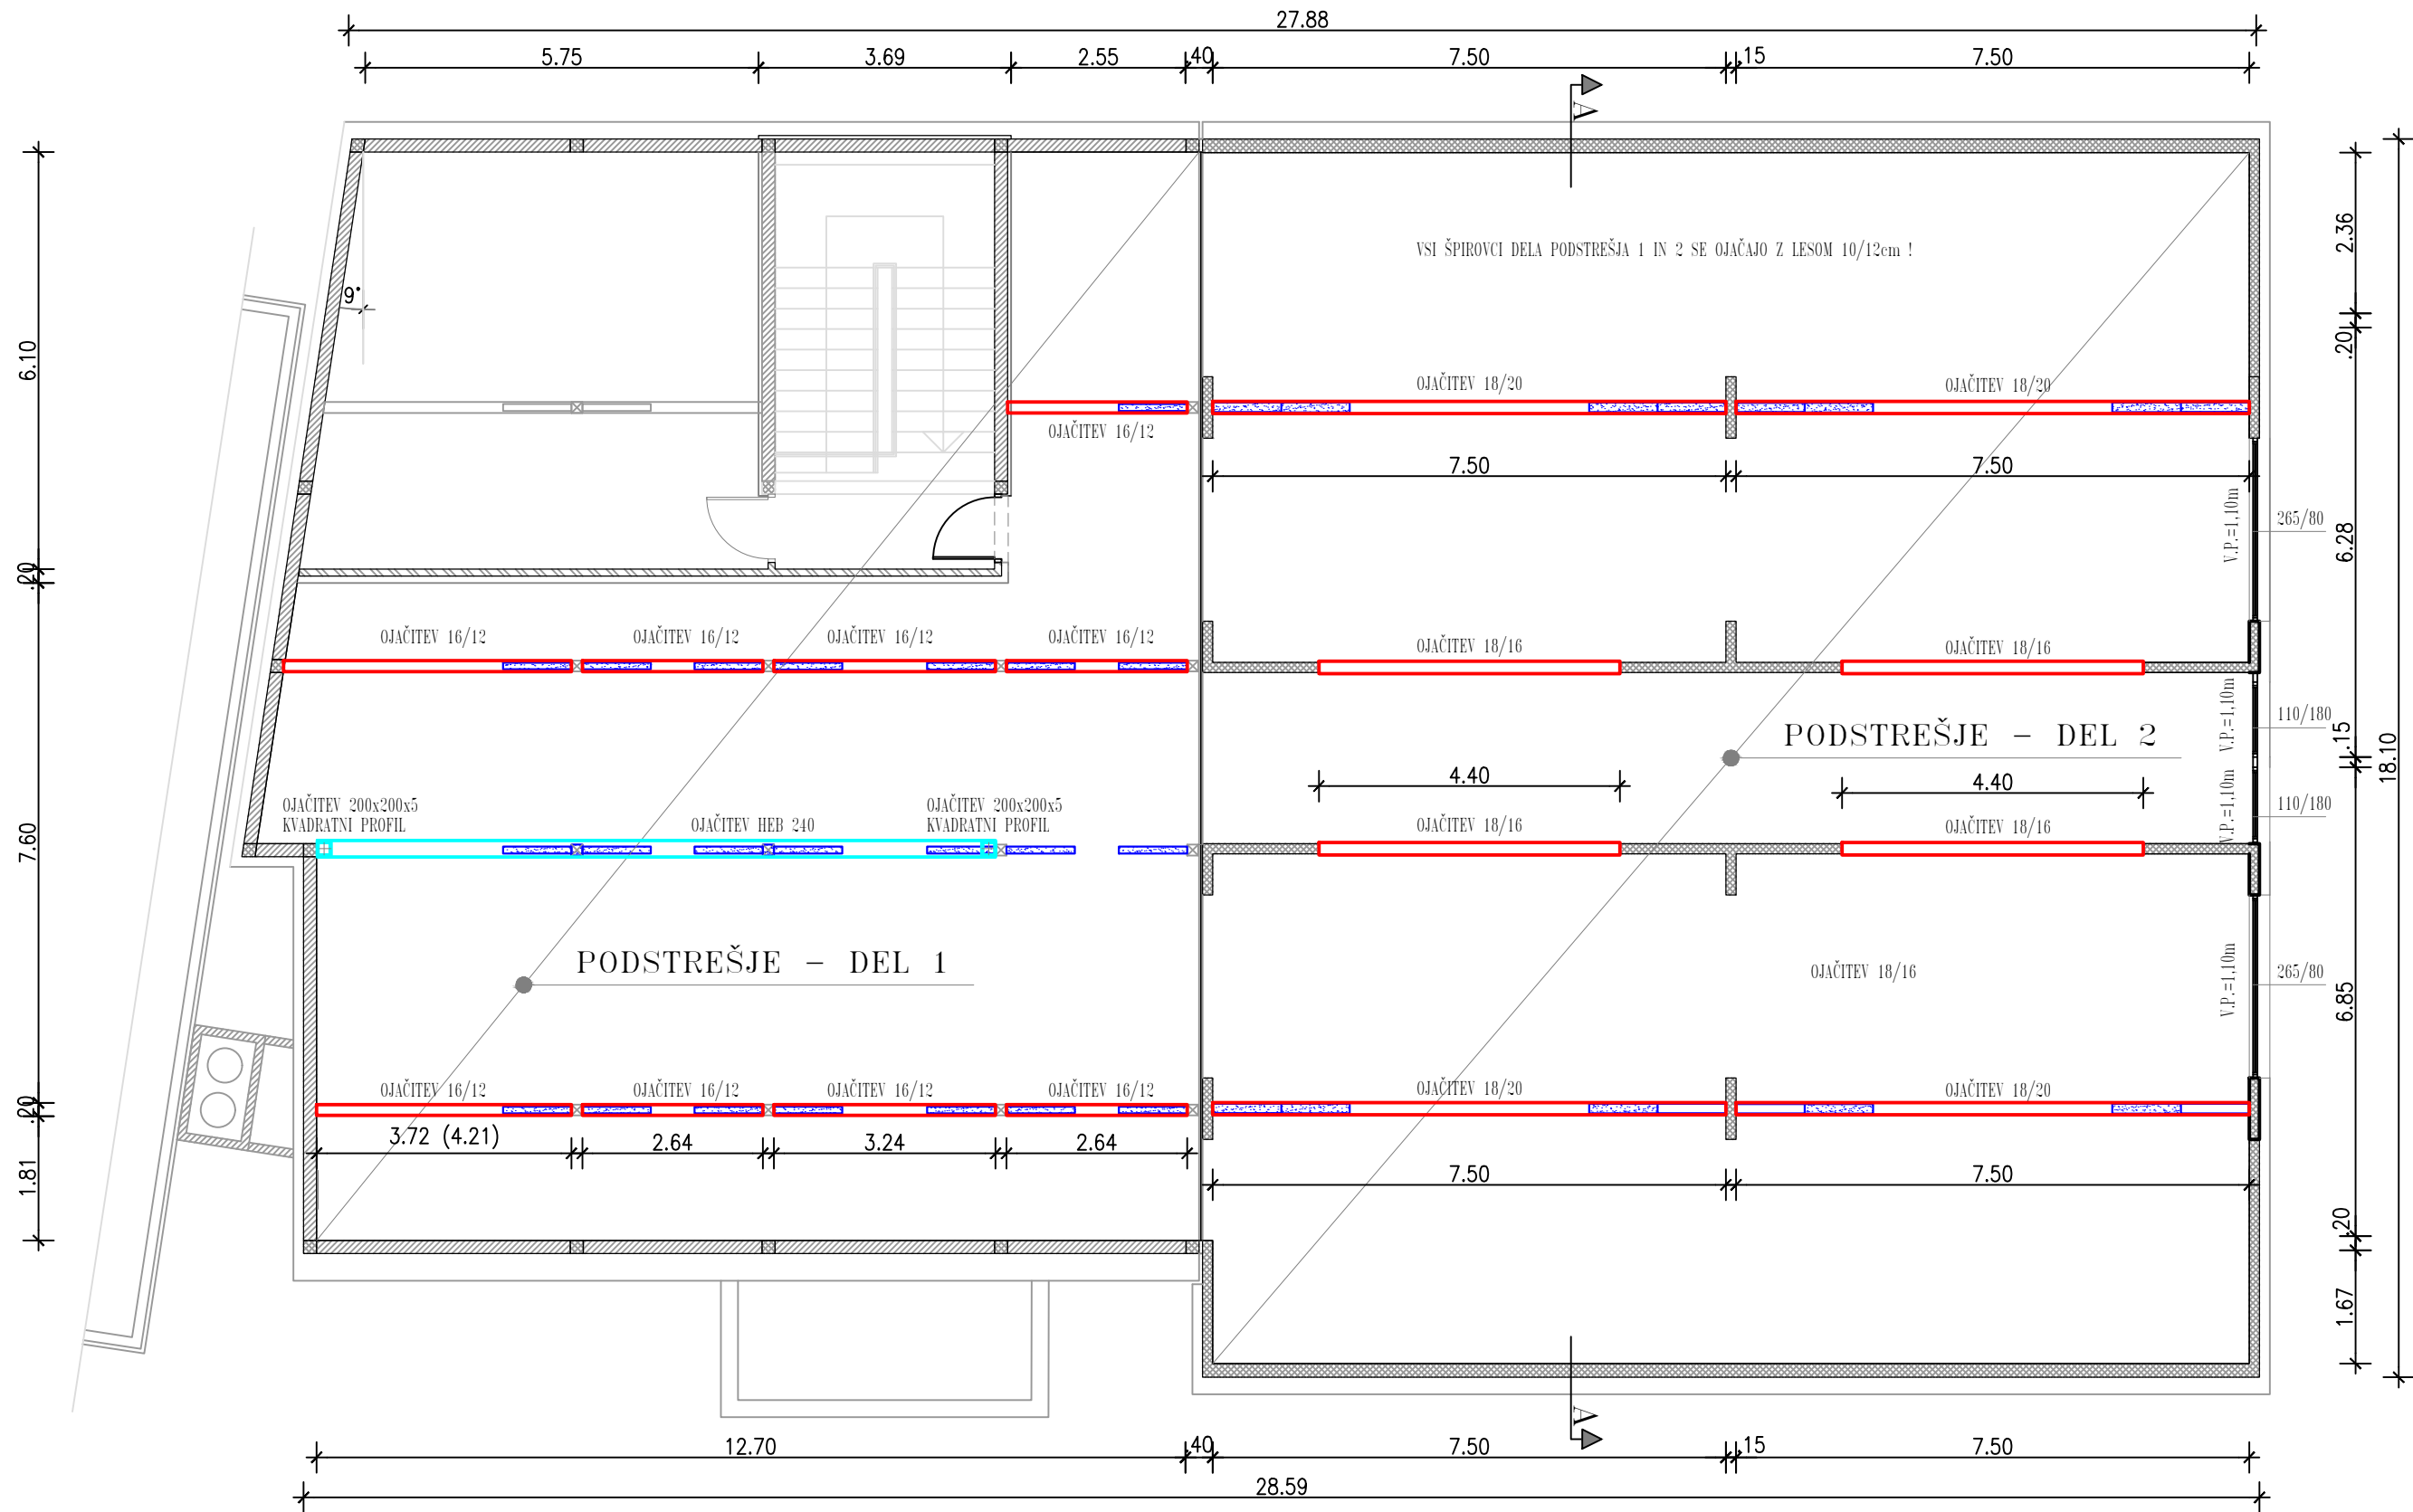 27.88
5.75 3.69 2.55 .40 7.50 .15 7.50
A
VSI ŠPIROVCI DELA PODSTREŠJA 1 IN 2 SE OJAČAJO Z LESOM 10/12cm !
2.36
9°
6.10
.20
OJAČITEV 18/20
OJAČITEV 18/20
OJAČITEV 16/12
7.50 7.50
V.P.=1,10m
265/80
6.28
.20
OJAČITEV 16/12
OJAČITEV 16/12
OJAČITEV 16/12
OJAČITEV 16/12
OJAČITEV 18/16
OJAČITEV 18/16
V.P.=1,10m
110/180
PODSTREŠJE - DEL 2
.15
18.10
4.40 4.40
V.P.=1,10m
110/180
OJAČITEV 200x200x5
KVADRATNI PROFIL
OJAČITEV HEB 240
OJAČITEV 200x200x5
KVADRATNI PROFIL
OJAČITEV 18/16
OJAČITEV 18/16
7.60
PODSTREŠJE - DEL 1
OJAČITEV 18/16
V.P.=1,10m
265/80
6.85
OJAČITEV 16/12
OJAČITEV 16/12
OJAČITEV 16/12
OJAČITEV 16/12
OJAČITEV 18/20
OJAČITEV 18/20
.20
3.72 (4.21) 2.64 3.24 2.64
7.50 7.50
1.81
.20
1.67
A
12.70 .40 7.50 .15 7.50
28.59